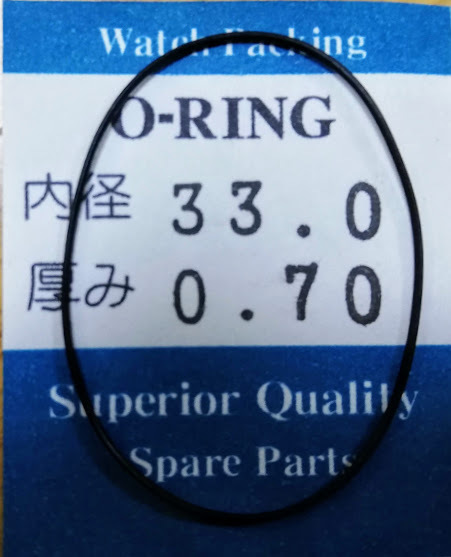 Watch Packing
O-RING
内径 33.0
厚み 0.70
Superior Quality
Spare Parts